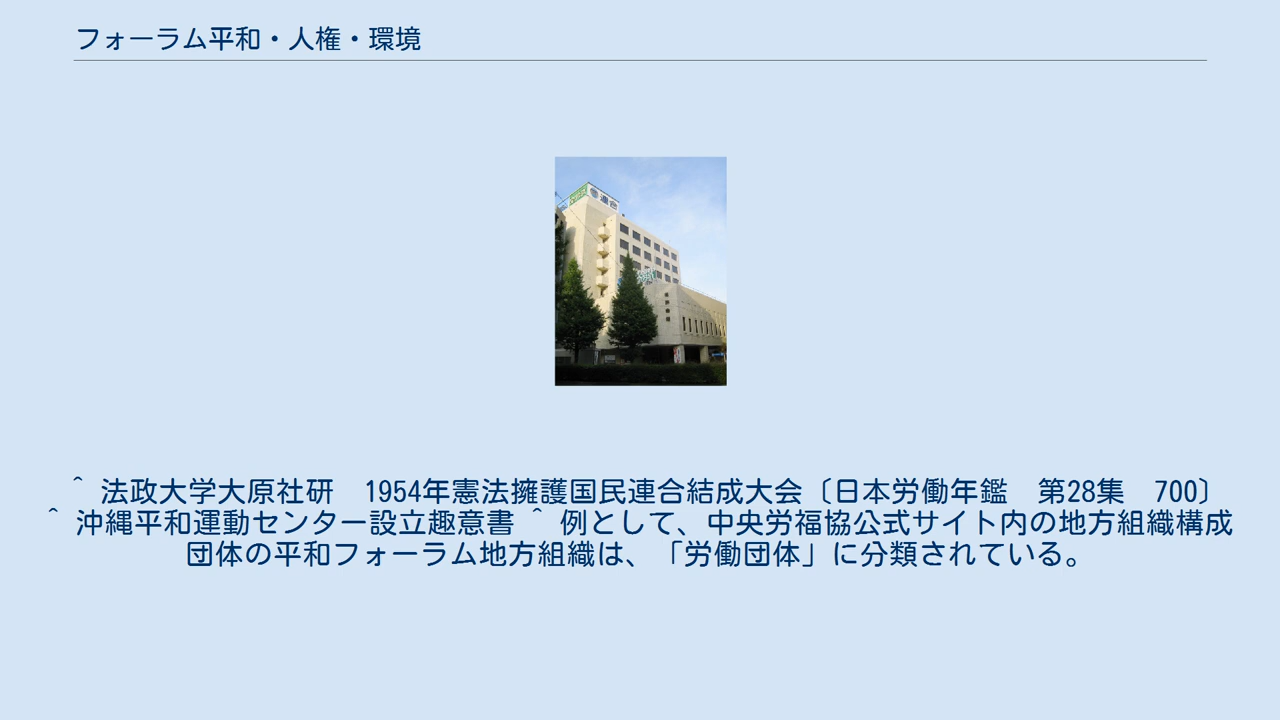 フォーラム平和・人権・環境
連合
^ 法政大学大原社研　1954年憲法擁護国民連合結成大会〔日本労働年鑑　第28集　700〕
^ 沖縄平和運動センター設立趣意書 ^ 例として、中央労福協公式サイト内の地方組織構成
団体の平和フォーラム地方組織は、「労働団体」に分類されている。